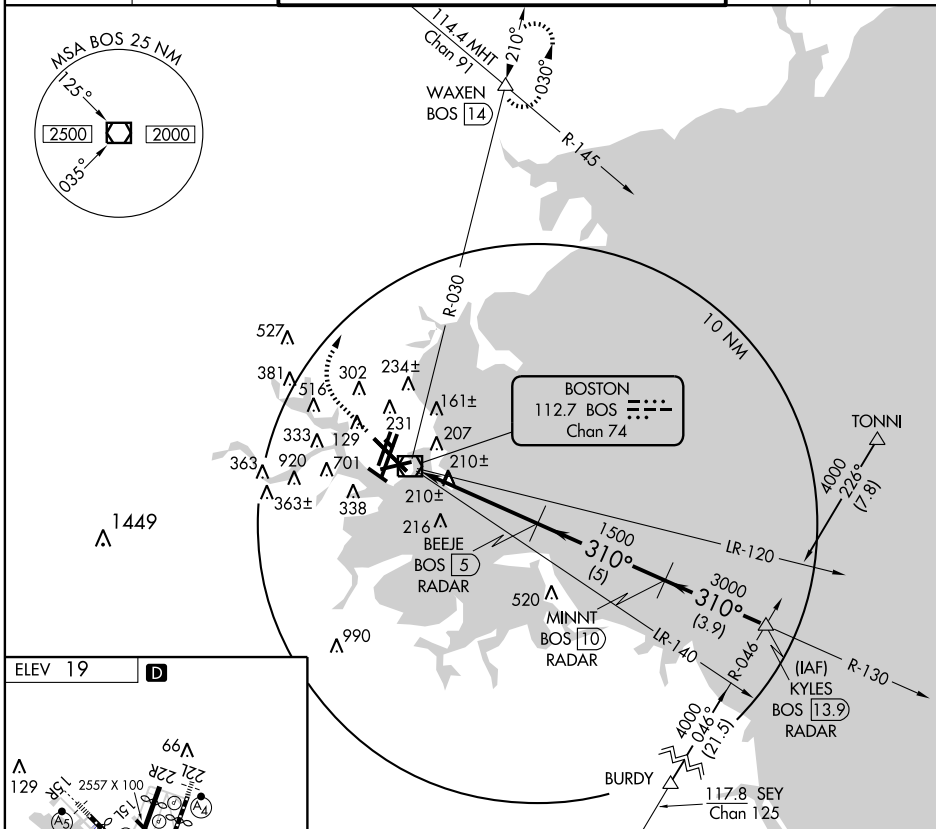 MSA BOS 25 NM
125°
2500
2000
035°
114.4 MHT
Chan 91
210°
030°
WAXEN
BOS 14
R-145
R-030
10 NM
527
381
516
302
234±
161±
231
333
129
207
363
920
701
210±
363±
338
210±
216
1449
990
520
BOSTON
112.7 BOS
Chan 74
TONNI
4000
226°
(7.8)
LR-120
1500
310°
(5)
BEEJE
BOS 5
RADAR
3000
310°
(3.9)
MINNT
BOS 10
RADAR
LR-140
R-046
(IAF)
KYLES
BOS 13.9
RADAR
R-130
4000
046°
(21.5)
BURDY
117.8 SEY
Chan 125
ELEV 19
D
66
129
15R
2557 X 100
15L
22R
22L
P
P
A5
A4